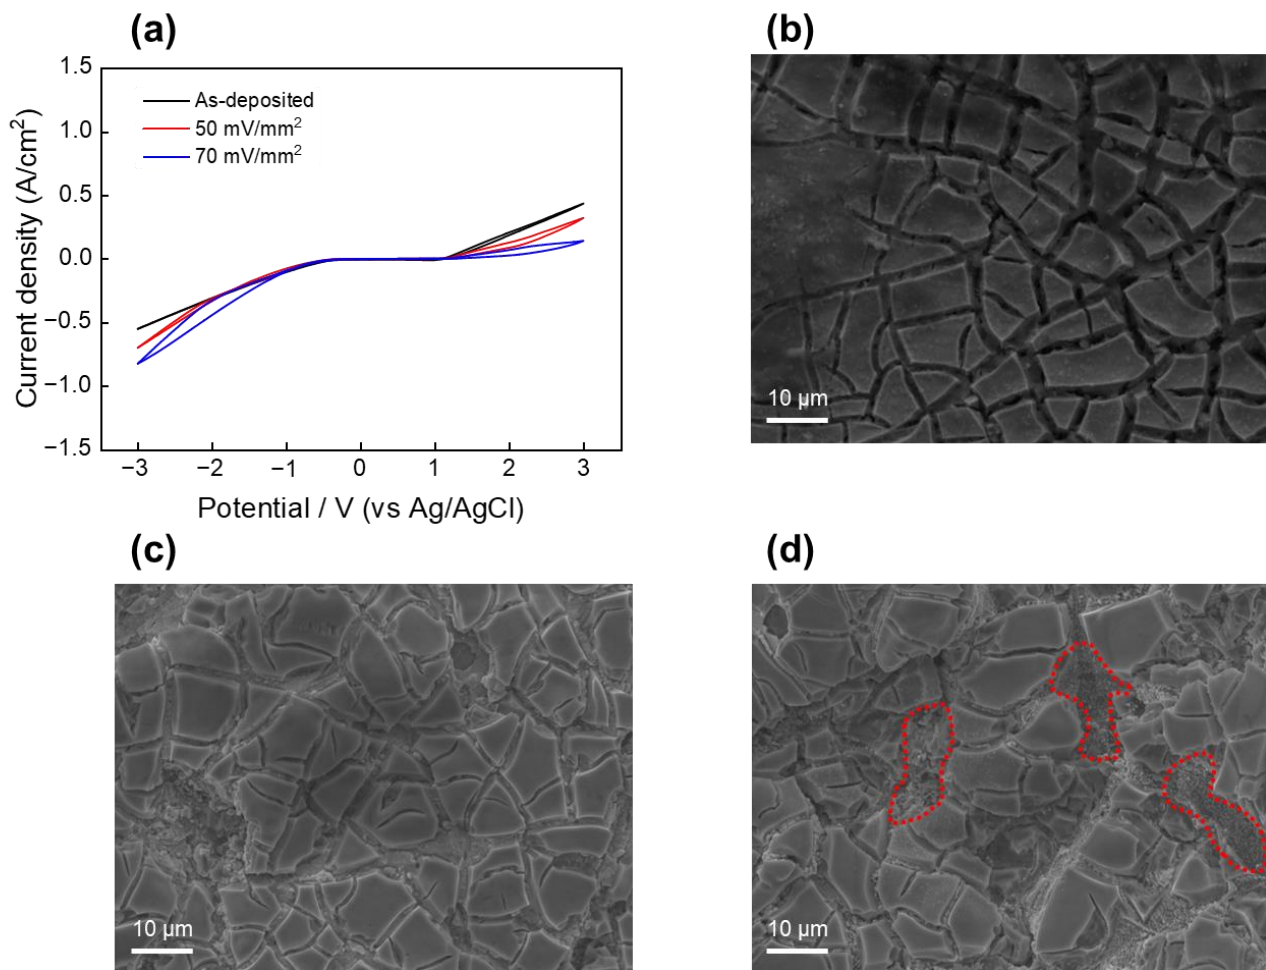 (a)
(b)
1.5
1.0
0.5
0.0
−0.5
−1.0
−1.5
Current density (A/cm²)
As-deposited
50 mV/mm²
70 mV/mm²
−3 −2 −1 0 1 2 3
Potential / V (vs Ag/AgCl)
10 μm
(c)
(d)
10 μm
10 μm